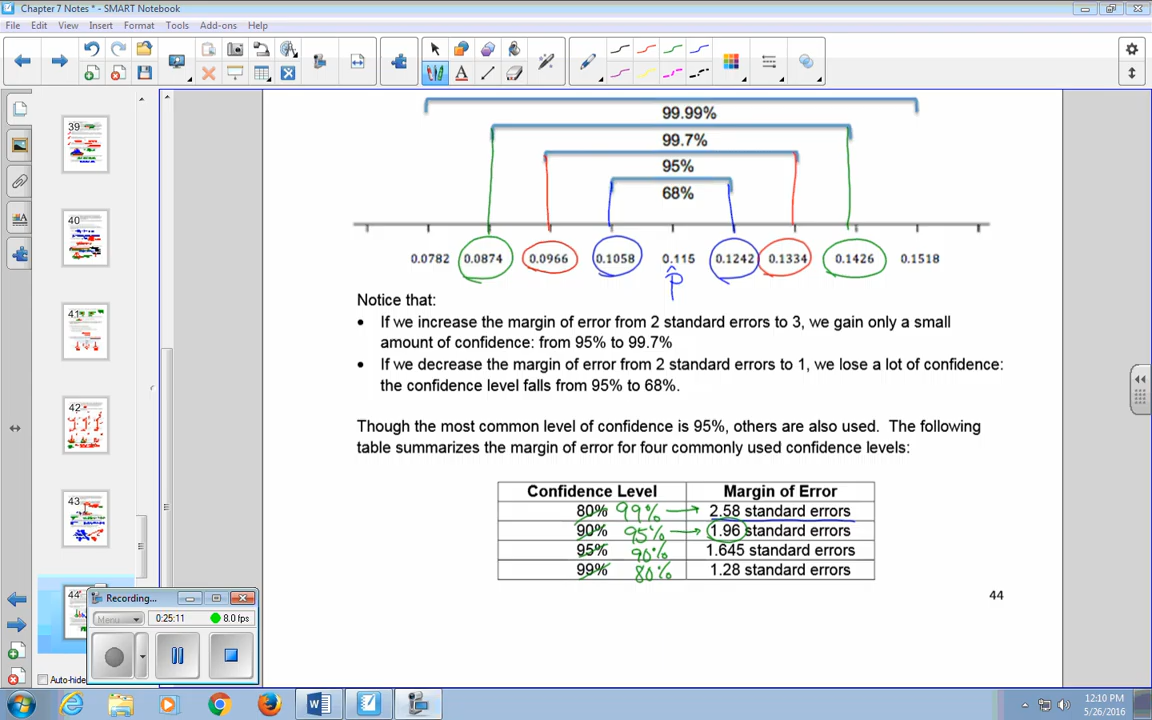 Chapter 7 Notes * - SMART Notebook
File Edit View Insert Format Tools Add-ons Help
99.99%
99.7%
95%
68%
0.0782 0.0874 0.0966 0.1058 0.115 0.1242 0.1334 0.1426 0.1518
p̂
Notice that:
• If we increase the margin of error from 2 standard errors to 3, we gain only a small
amount of confidence: from 95% to 99.7%
• If we decrease the margin of error from 2 standard errors to 1, we lose a lot of confidence:
the confidence level falls from 95% to 68%.
Though the most common level of confidence is 95%, others are also used. The following
table summarizes the margin of error for four commonly used confidence levels:
Confidence Level Margin of Error
80% 99% → 2.58 standard errors
90% 95% → 1.96 standard errors
95% 90% 1.645 standard errors
99% 80% 1.28 standard errors
44
39
40
41
42
43
44
Recording...
Menu 0:25:11 8.0 fps
Auto-hide
12:10 PM
5/26/2016